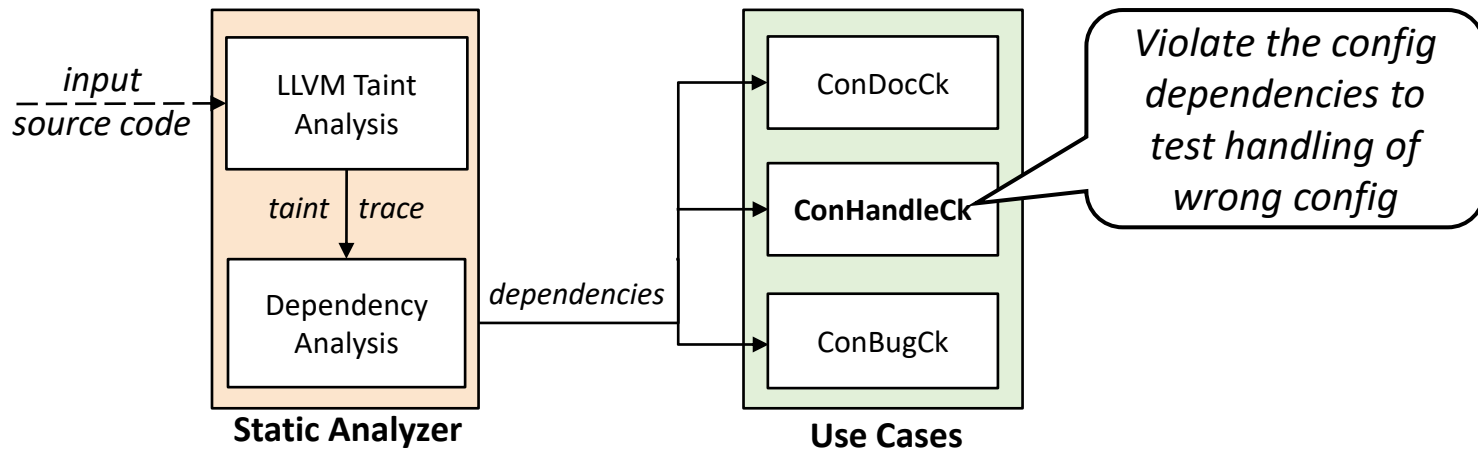 input
source code
LLVM Taint
Analysis
taint trace
Dependency
Analysis
Static Analyzer
dependencies
ConDocCk
ConHandleCk
ConBugCk
Use Cases
Violate the config
dependencies to
test handling of
wrong config